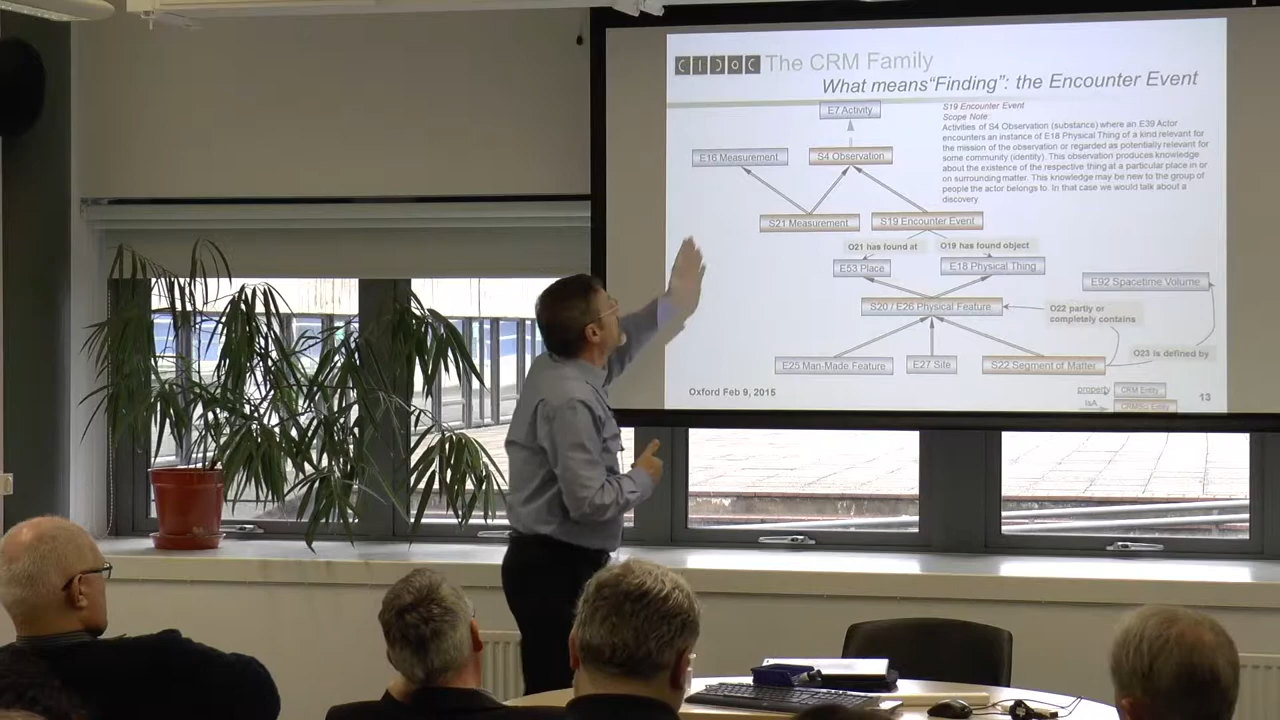 CIDOC The CRM Family
What means“Finding”: the Encounter Event
E7 Activity
S19 Encounter Event
Scope Note
Activities of S4 Observation (substance) where an E39 Actor
encounters an instance of E18 Physical Thing of a kind relevant for
the mission of the observation or regarded as potentially relevant for
some community (identity). This observation produces knowledge
about the existence of the respective thing at a particular place in or
on surrounding matter. This knowledge may be new to the group of
people the actor belongs to. In that case we would talk about a
discovery
E16 Measurement
S4 Observation
S21 Measurement
S19 Encounter Event
O21 has found at
O19 has found object
E53 Place
E18 Physical Thing
E92 Spacetime Volume
S20 / E26 Physical Feature
O22 partly or
completely contains
O23 is defined by
E25 Man-Made Feature
E27 Site
S22 Segment of Matter
Oxford Feb 9, 2015
property
CRM Entity
IsA
CRMSci Entity
13